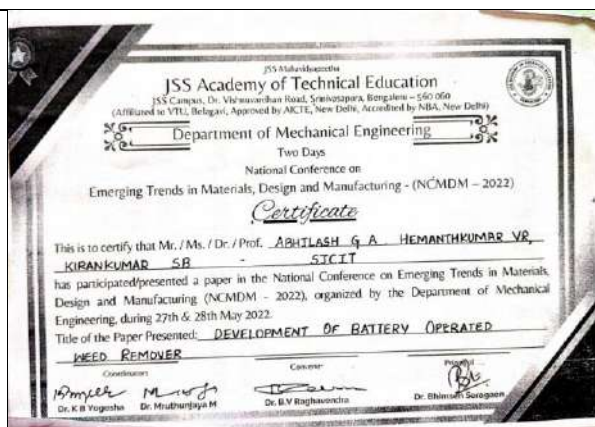 JSS Mahavidyapeetha
JSS Academy of Technical Education
JSS Campus, Dr. Vishnuvardhan Road, Srinivasapura, Bengaluru – 560 060
(Affiliated to VTU, Belagavi, Approved by AICTE, New Delhi, Accredited by NBA, New Delhi)
Department of Mechanical Engineering
Two Days
National Conference on
Emerging Trends in Materials, Design and Manufacturing - (NCMDM – 2022)
Certificate
This is to certify that Mr. / Ms. / Dr. / Prof. ABHILASH G A HEMANTHKUMAR VR,
KIRANKUMAR SB - SJCIT
has participated/presented a paper in the National Conference on Emerging Trends in Materials,
Design and Manufacturing (NCMDM - 2022), organized by the Department of Mechanical
Engineering, during 27th & 28th May 2022.
Title of the Paper Presented: DEVELOPMENT OF BATTERY OPERATED
WEED REMOVER
Coordinators Convener Principal
Dr. K B Yogesha Dr. Mruthunjaya M Dr. B.V Raghavendra Dr. Bhimsen Soragaon